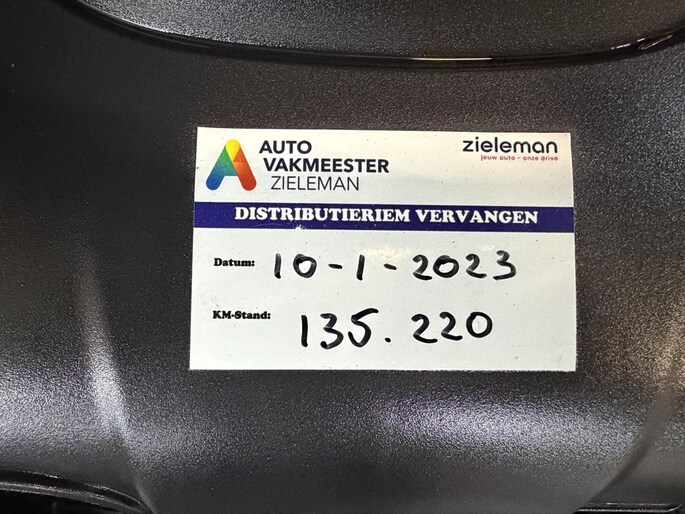 AUTO
VAKMEESTER
ZIELEMAN
zieleman
jouw auto - onze drive
DISTRIBUTIERIEM VERVANGEN
Datum: 10-1-2023
KM-Stand: 135.220